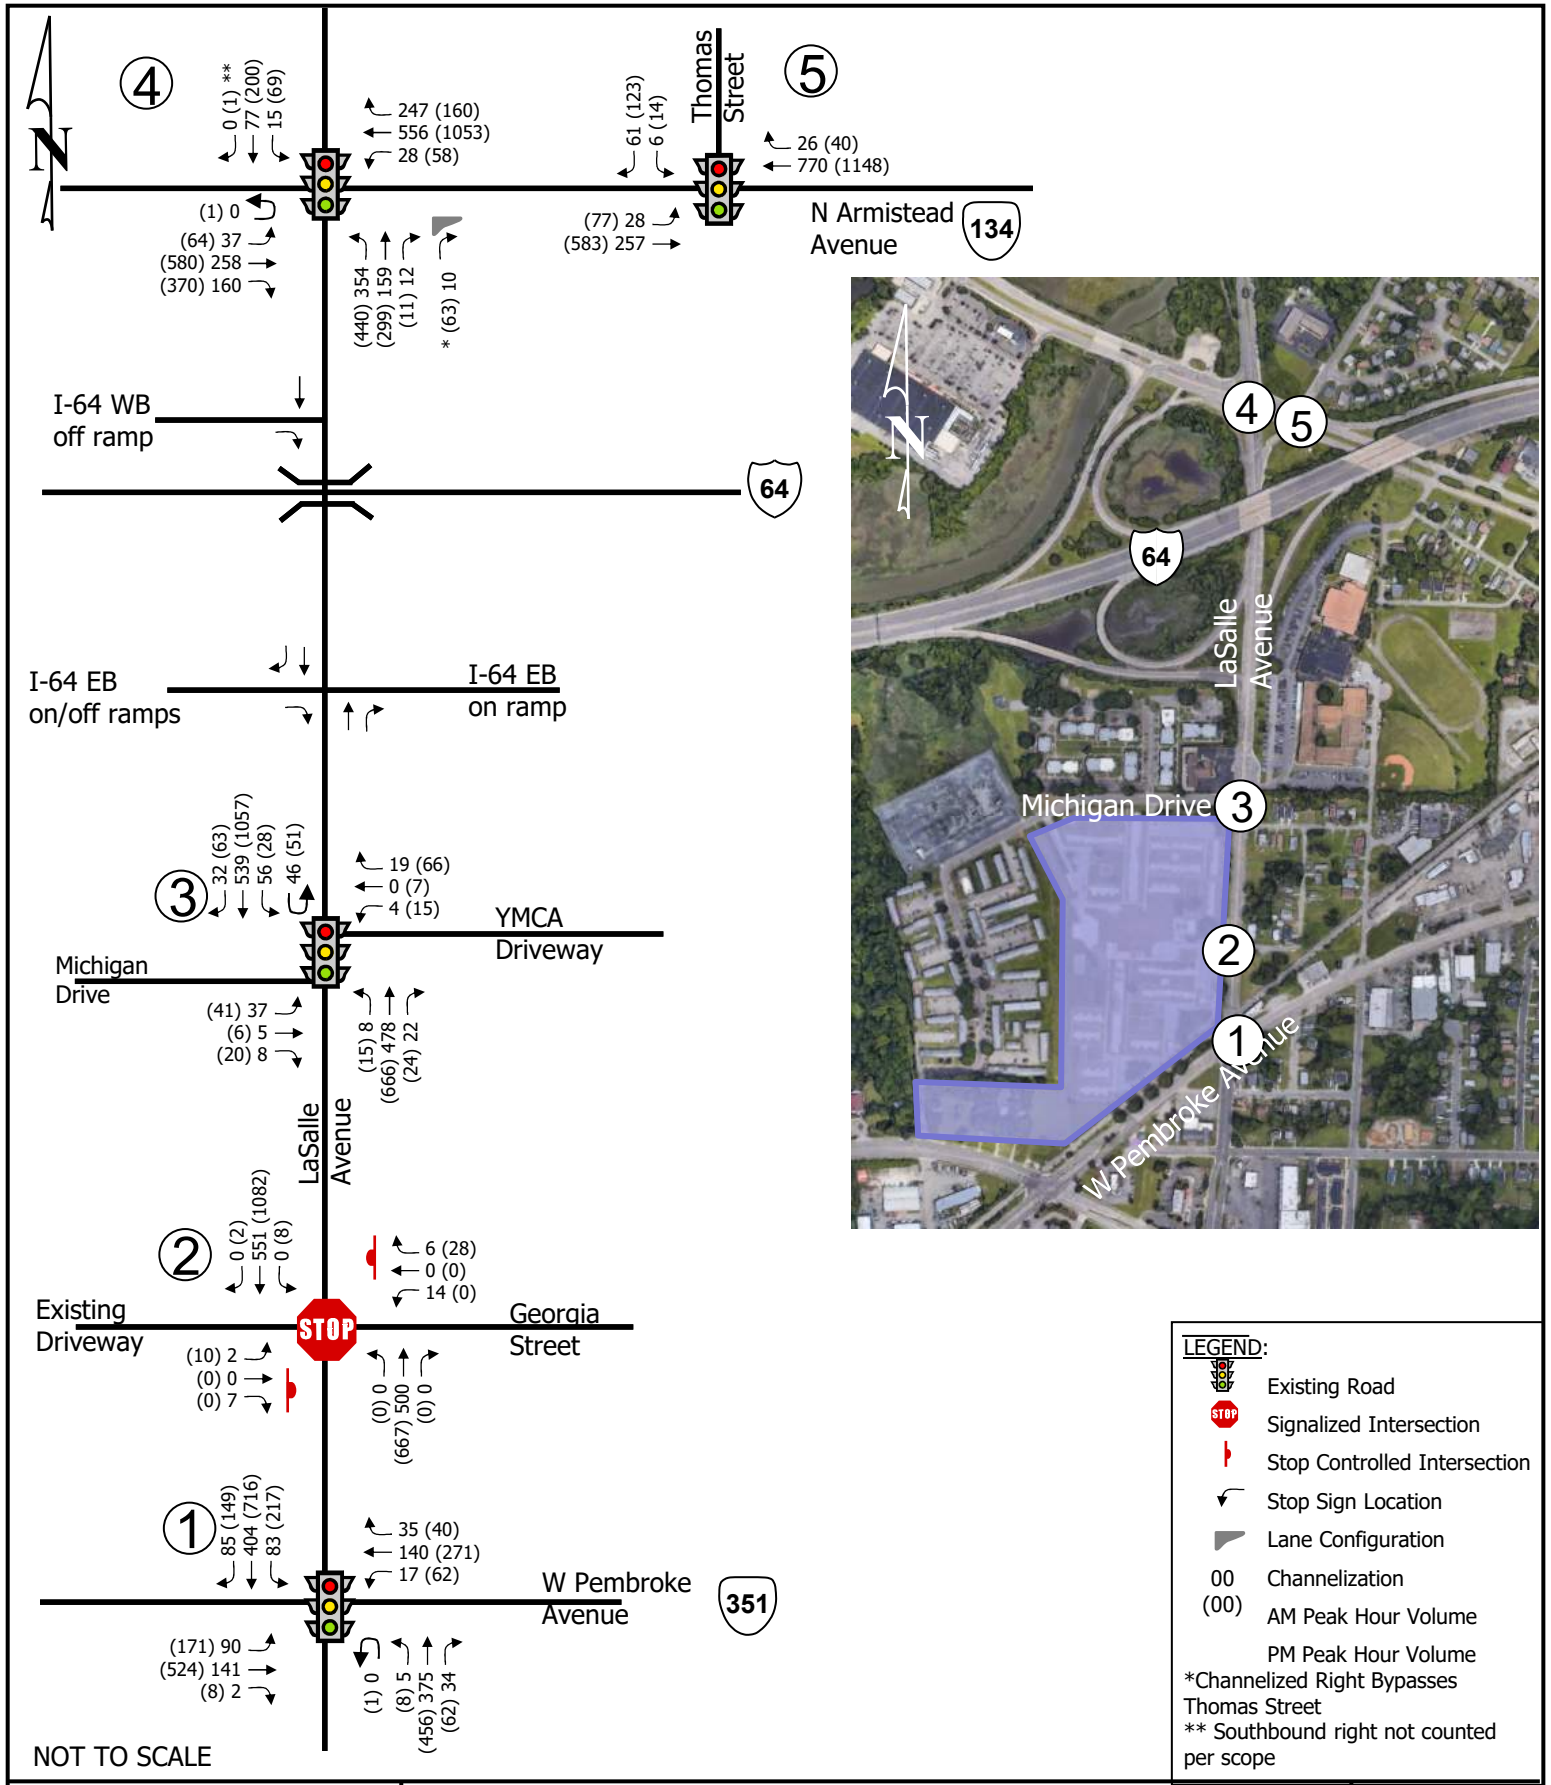 4
N
0 (1) **
77 (200)
15 (69)
247 (160)
556 (1053)
28 (58)
(1) 0
(64) 37
(580) 258
(370) 160
(440) 354
(299) 159
(11) 12
* (63) 10
5
Thomas
Street
61 (123)
6 (14)
26 (40)
770 (1148)
(77) 28
(583) 257
N Armistead
Avenue
134
I-64 WB
off ramp
64
I-64 EB
on/off ramps
I-64 EB
on ramp
3
32 (63)
539 (1057)
56 (28)
46 (51)
19 (66)
0 (7)
4 (15)
YMCA
Driveway
Michigan
Drive
(41) 37
(6) 5
(20) 8
(15) 8
(666) 478
(24) 22
LaSalle
Avenue
2
0 (2)
551 (1082)
0 (8)
6 (28)
0 (0)
14 (0)
Existing
Driveway
STOP
Georgia
Street
(10) 2
(0) 0
(0) 7
(0) 0
(667) 500
(0) 0
1
85 (149)
404 (716)
83 (217)
35 (40)
140 (271)
17 (62)
W Pembroke
Avenue
351
(171) 90
(524) 141
(8) 2
(1) 0
(8) 5
(456) 375
(62) 34
NOT TO SCALE
N
4
5
64
LaSalle
Avenue
Michigan Drive
3
2
1
W Pembroke Avenue
LEGEND:
Existing Road
STOP
Signalized Intersection
Stop Controlled Intersection
Stop Sign Location
Lane Configuration
00
Channelization
(00)
AM Peak Hour Volume
PM Peak Hour Volume
*Channelized Right Bypasses
Thomas Street
** Southbound right not counted
per scope